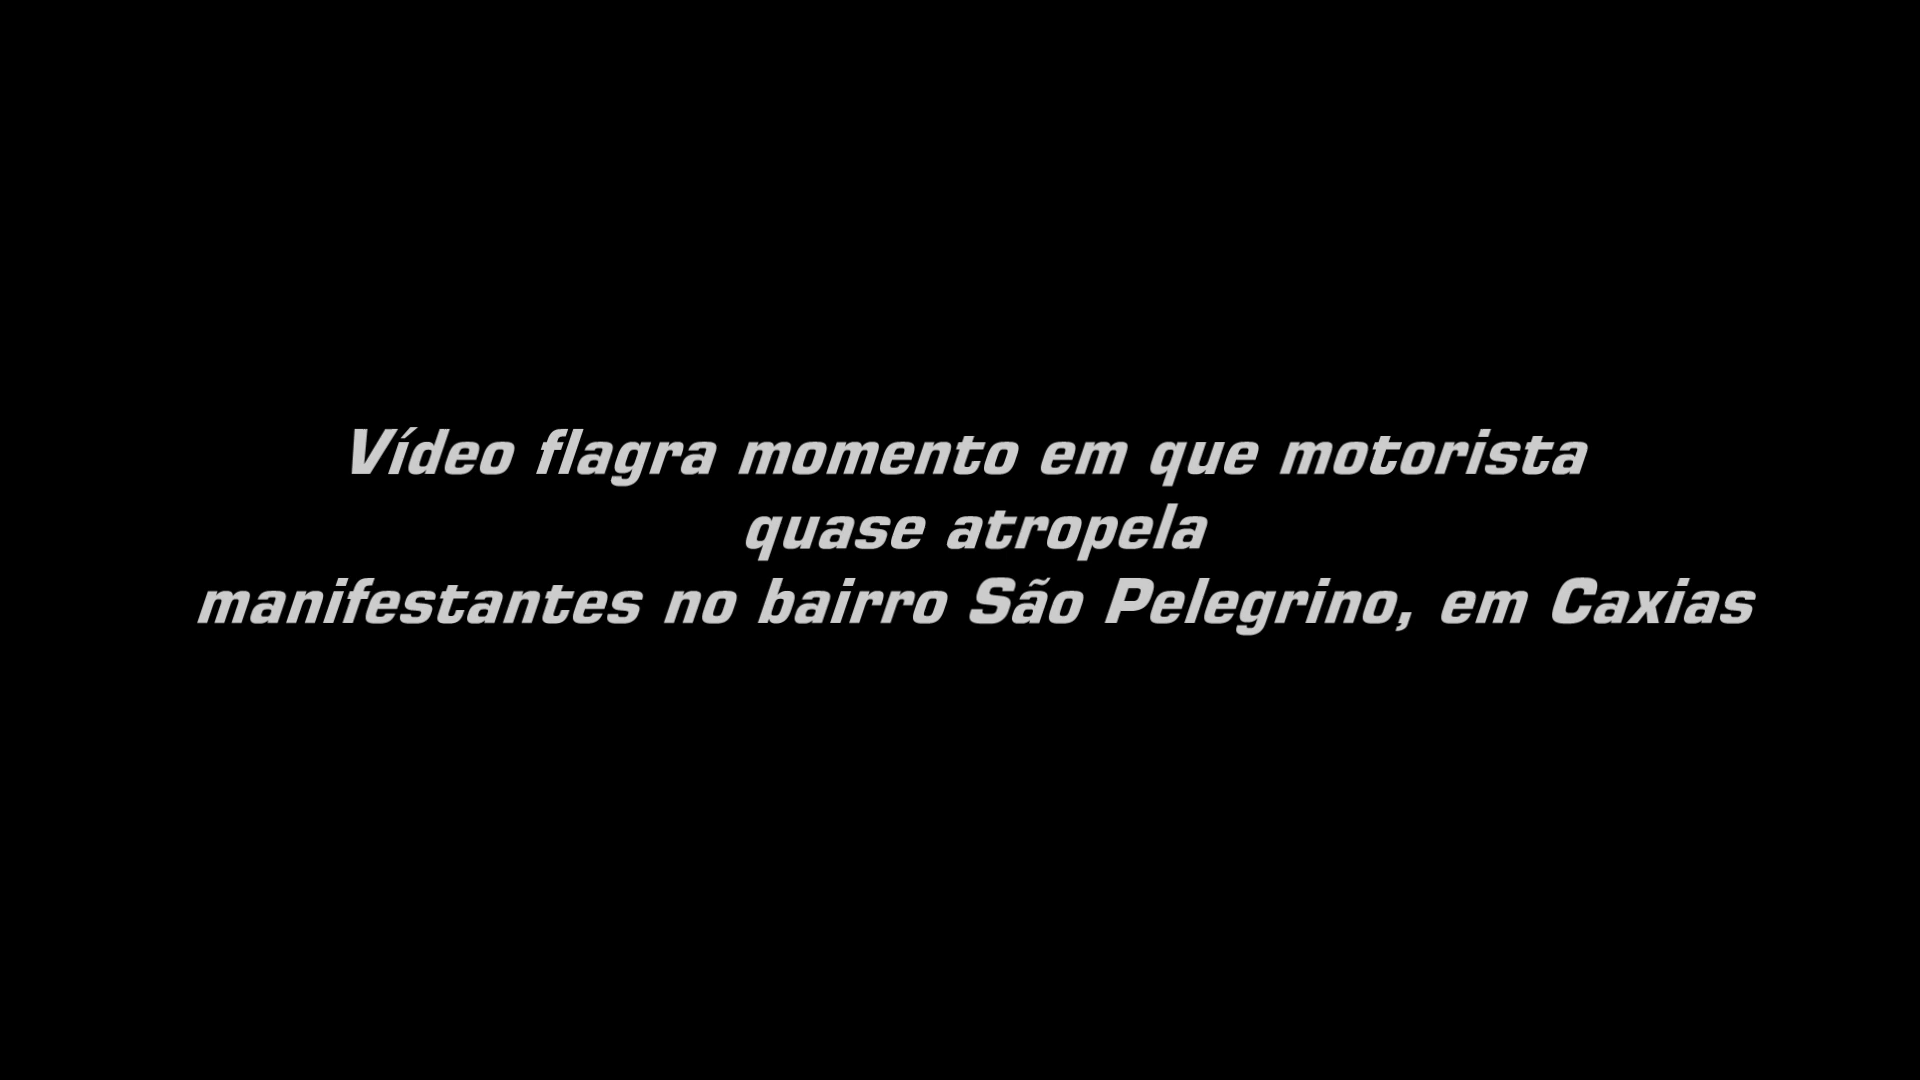 Vídeo flagra momento em que motorista
quase atropela
manifestantes no bairro São Pelegrino, em Caxias